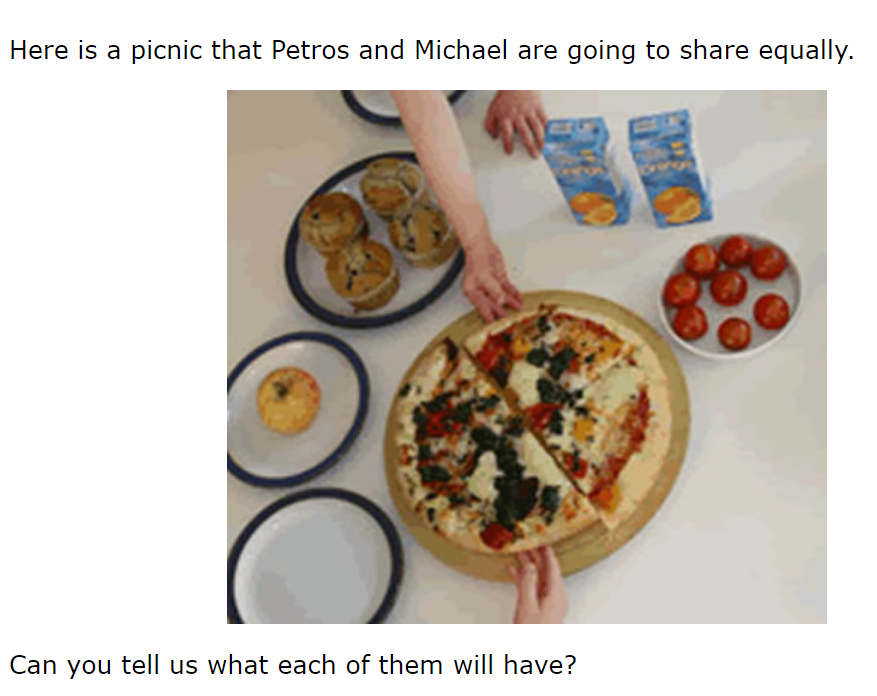 Here is a picnic that Petros and Michael are going to share equally.
orange
Can you tell us what each of them will have?